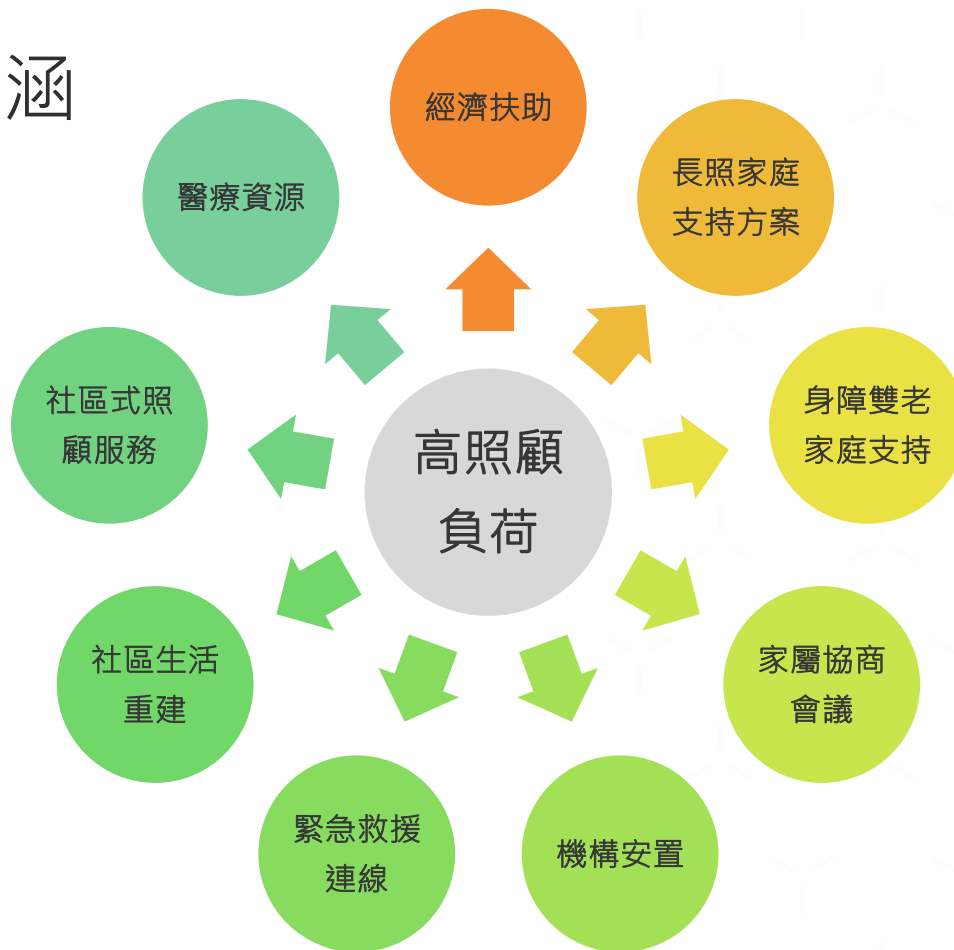 涵
經濟扶助
長照家庭
支持方案
身障雙老
家庭支持
家屬協商
會議
機構安置
緊急救援
連線
社區生活
重建
社區式照
顧服務
醫療資源
高照顧
負荷